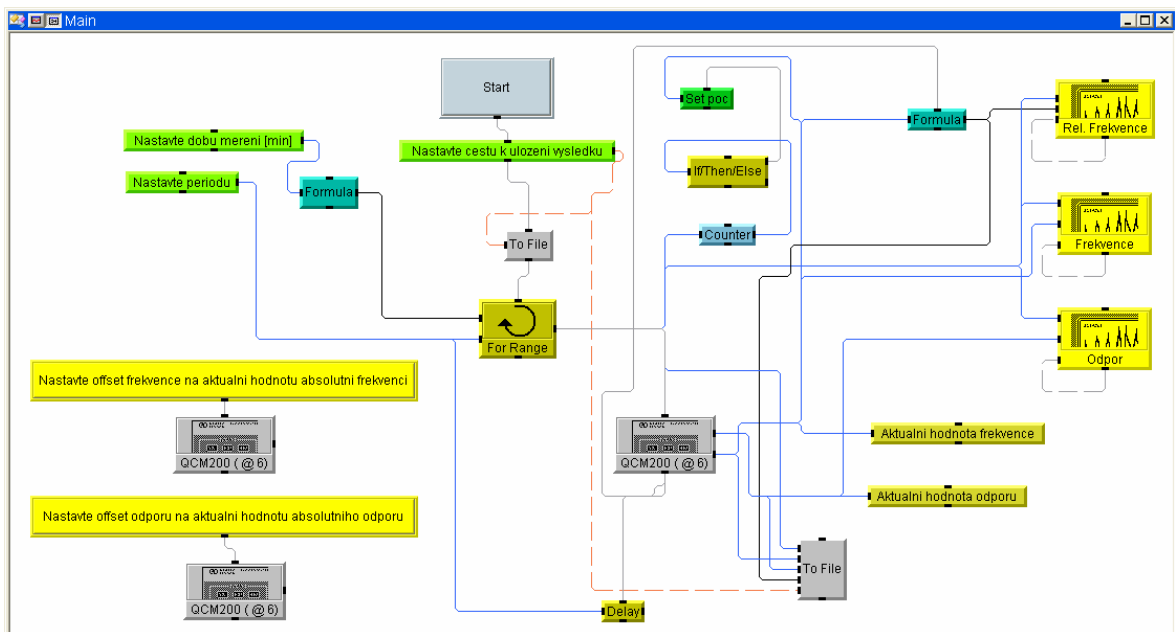 Main
Start
Set poc
Formula
Rel. Frekvence
Nastavte dobu mereni [min]
Nastavte cestu k ulozeni vysledku
If/Then/Else
Nastavte periodu
Formula
Counter
To File
Frekvence
For Range
Odpor
Nastavte offset frekvence na aktualni hodnotu absolutni frekvenci
QCM200 ( @ 6)
QCM200 ( @ 6)
Aktualni hodnota frekvence
Aktualni hodnota odporu
Nastavte offset odporu na aktualni hodnotu absolutniho odporu
To File
QCM200 ( @ 6)
Delay